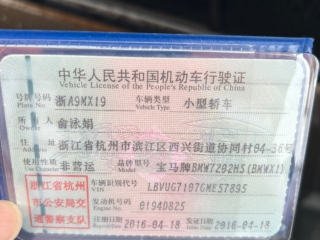 中华人民共和国机动车行驶证
Vehicle License of the People's Republic of China
号牌号码 浙A9MX19 车辆类型 小型轿车
Plate No. Vehicle Type
所有人 俞泳娟
Owner
住址 浙江省杭州市滨江区西兴街道协同村04-36号
Address
使用性质 非营运 品牌型号 宝马牌BMW7202HS(BMWX1)
Use Character Model
浙江省杭州
市公安局交
通警察支队
车辆识别代号 LBVUG7107GME57895
VIN
发动机号码 01940825
Engine No.
注册日期 2016-04-18 发证日期 2016-04-18
Register Date Issue Date